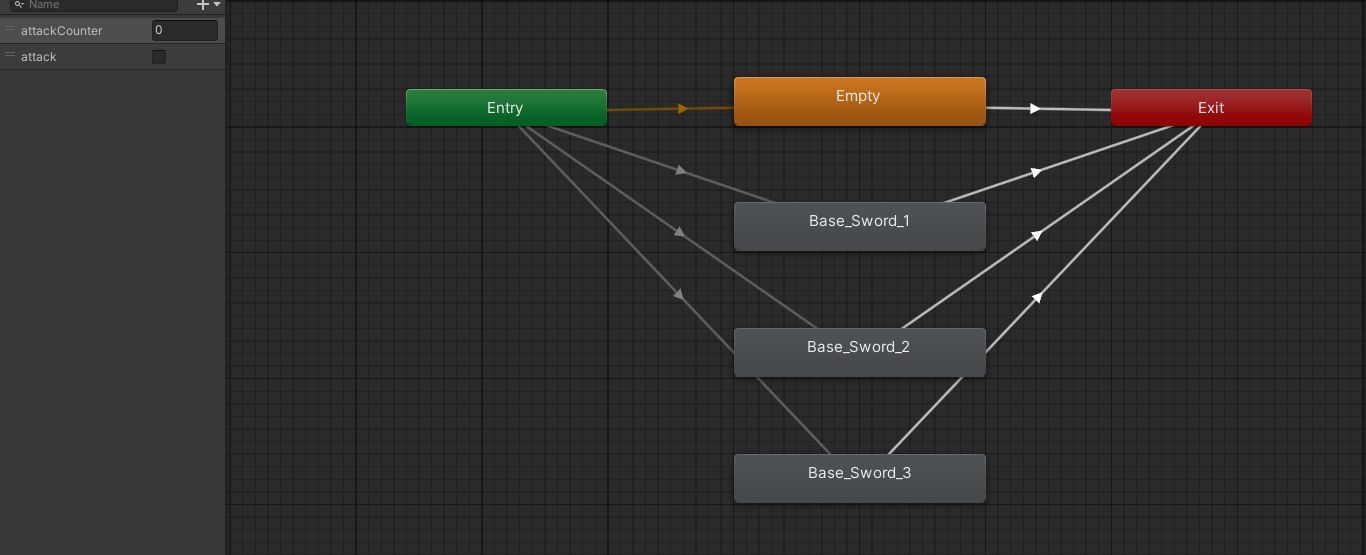 Name
attackCounter 0
attack
Entry
Empty
Exit
Base_Sword_1
Base_Sword_2
Base_Sword_3